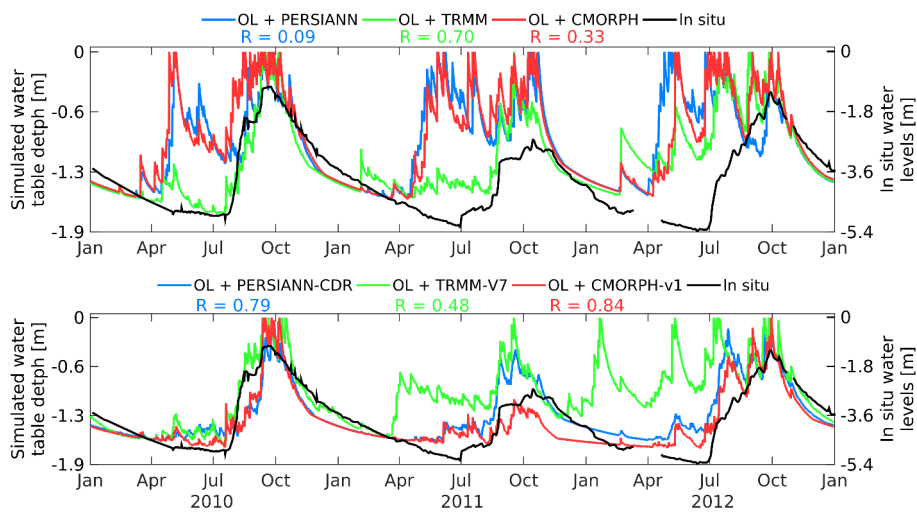 OL + PERSIANN OL + TRMM OL + CMORPH In situ
R = 0.09 R = 0.70 R = 0.33
Simulated water
table detph [m]
0
-0.6
-1.3
-1.9
0
-1.8
-3.6
-5.4
In situ water
levels [m]
Jan Apr Jul Oct Jan Apr Jul Oct Jan Apr Jul Oct Jan
OL + PERSIANN-CDR OL + TRMM-V7 OL + CMORPH-v1 In situ
R = 0.79 R = 0.48 R = 0.84
Simulated water
table detph [m]
0
-0.6
-1.3
-1.9
0
-1.8
-3.6
-5.4
In situ water
levels [m]
Jan Apr Jul Oct Jan Apr Jul Oct Jan Apr Jul Oct Jan
2010 2011 2012